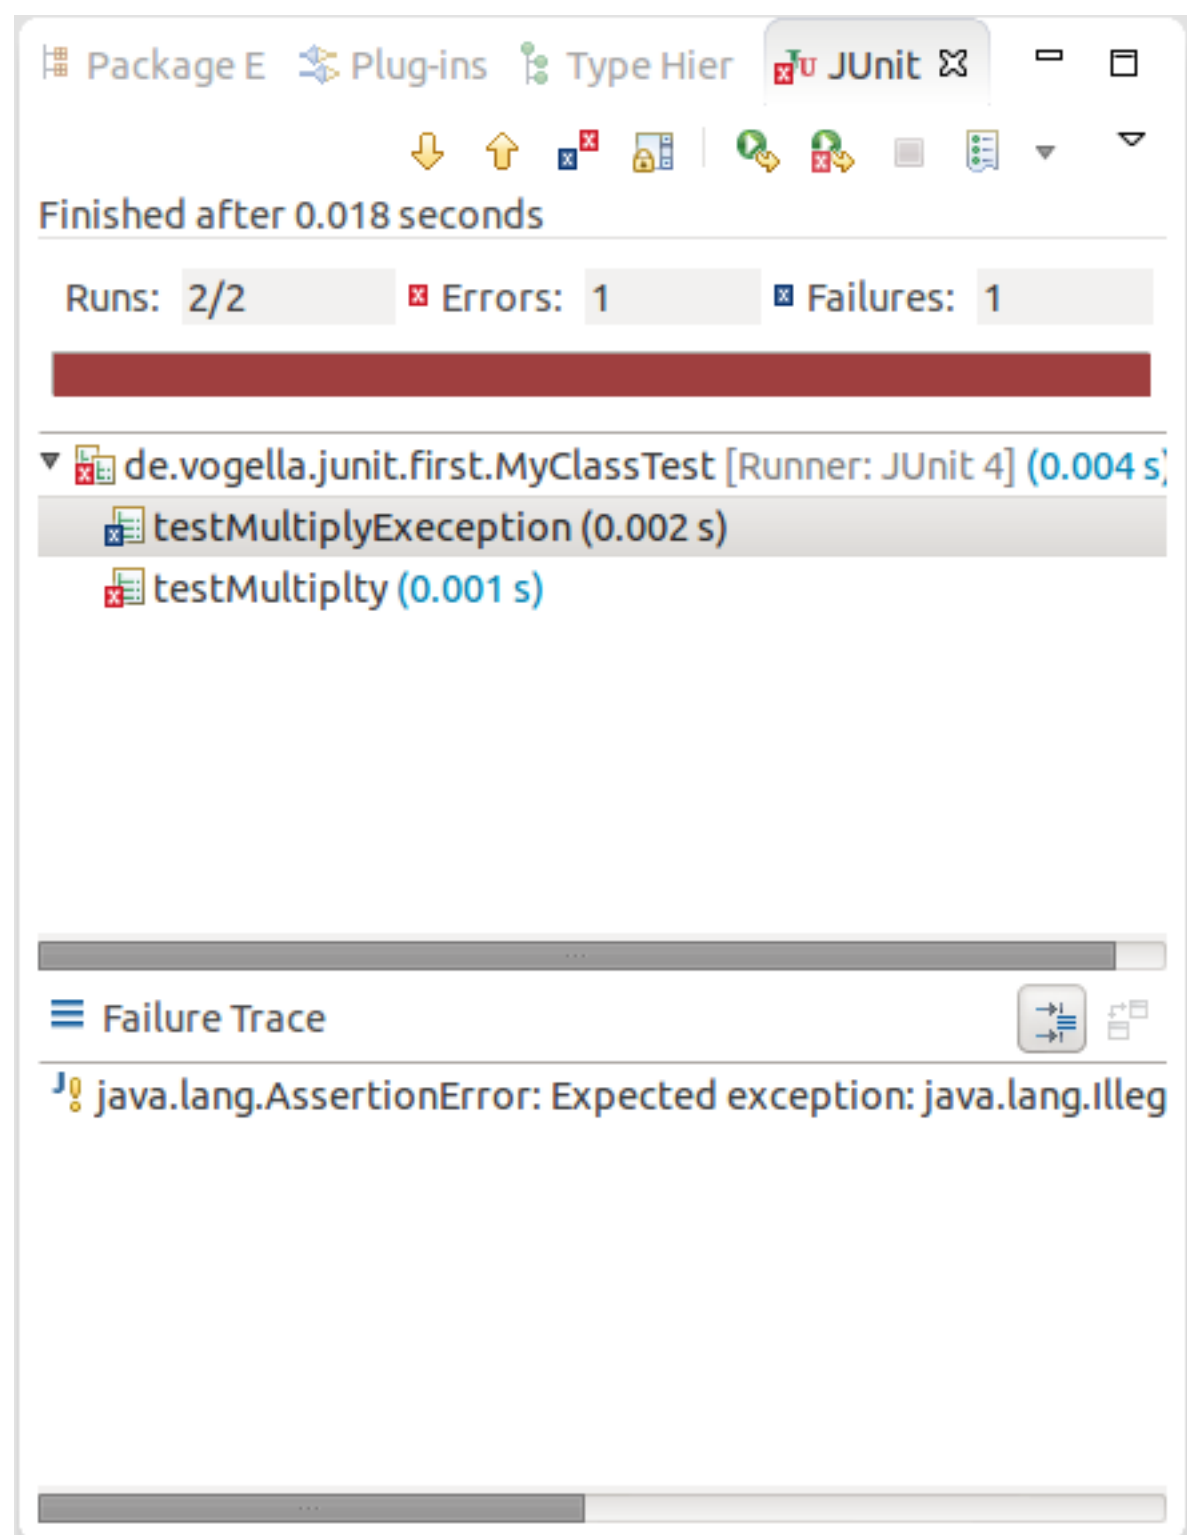 Package E Plug-ins Type Hier JUnit
Finished after 0.018 seconds
Runs: 2/2 Errors: 1 Failures: 1
de.vogella.junit.first.MyClassTest [Runner: JUnit 4] (0.004 s)
testMultiplyExeception (0.002 s)
testMultiplty (0.001 s)
Failure Trace
java.lang.AssertionError: Expected exception: java.lang.Illeg